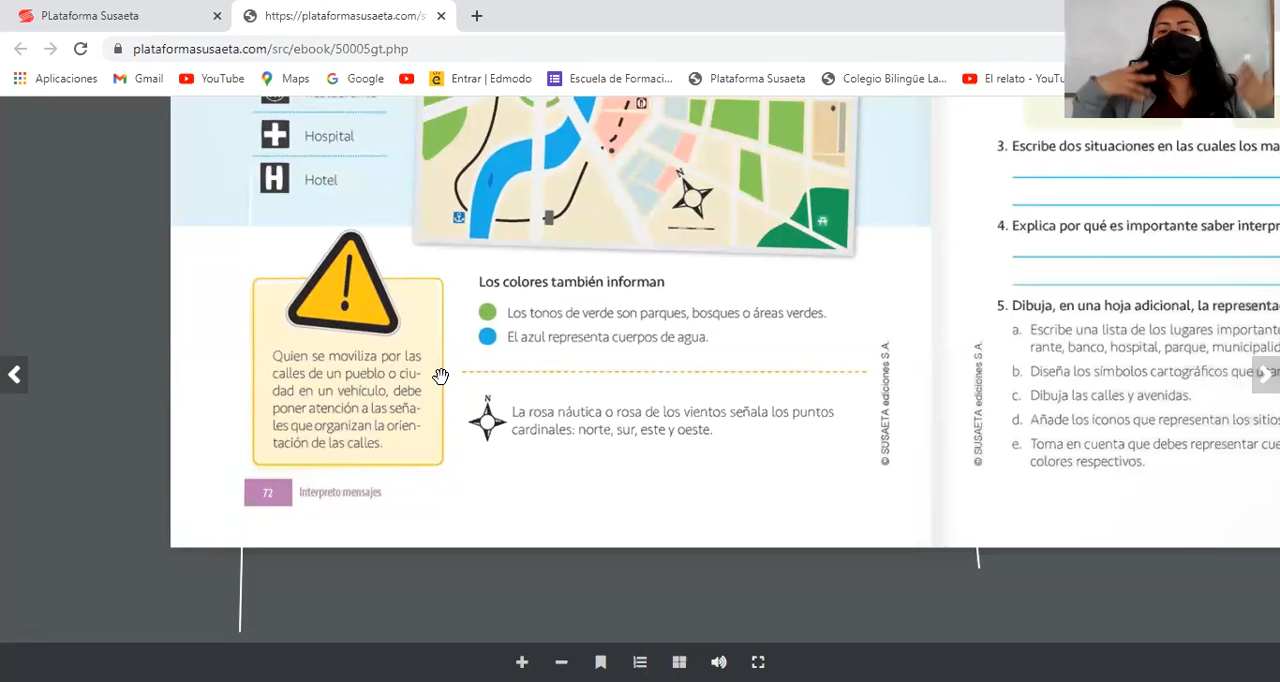 PLataforma Susaeta
https://plataformasusaeta.com/s
plataformasusaeta.com/src/ebook/50005gt.php
Aplicaciones
Gmail
YouTube
Maps
Google
Entrar | Edmodo
Escuela de Formaci...
Plataforma Susaeta
Colegio Bilingüe La...
El relato - YouTu
Hospital
H
Hotel
N
Quien se moviliza por las
calles de un pueblo o ciu-
dad en un vehículo, debe
poner atención a las seña-
les que organizan la orien-
tación de las calles.
Los colores también informan
Los tonos de verde son parques, bosques o áreas verdes.
El azul representa cuerpos de agua.
N
La rosa náutica o rosa de los vientos señala los puntos
cardinales: norte, sur, este y oeste.
© SUSAETA ediciones S.A.
72
Interpreto mensajes
© SUSAETA ediciones S.A.
3. Escribe dos situaciones en las cuales los ma
4. Explica por qué es importante saber interpr
5. Dibuja, en una hoja adicional, la representa
a. Escribe una lista de los lugares important
rante, banco, hospital, parque, municipalid
b. Diseña los símbolos cartográficos que
c. Dibuja las calles y avenidas.
d. Añade los íconos que representan los sitio
e. Toma en cuenta que debes representar cue
colores respectivos.